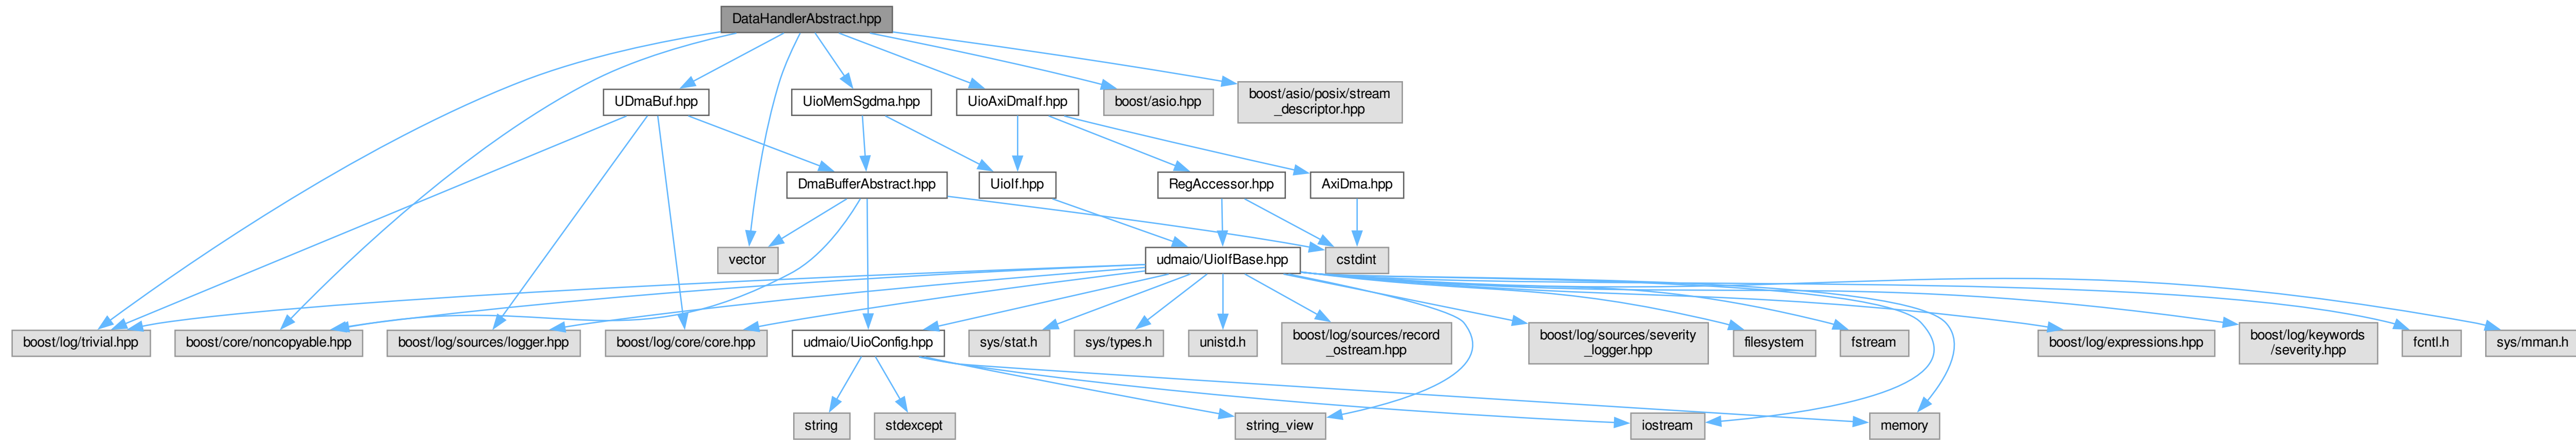 DataHandlerAbstract.hpp
UDmaBuf.hpp
UioMemSgdma.hpp
UioAxiDmaIf.hpp
boost/asio.hpp
boost/asio/posix/stream
_descriptor.hpp
DmaBufferAbstract.hpp
UioIf.hpp
RegAccessor.hpp
AxiDma.hpp
vector
udmaio/UioIfBase.hpp
cstdint
boost/log/trivial.hpp
boost/core/noncopyable.hpp
boost/log/sources/logger.hpp
boost/log/core/core.hpp
udmaio/UioConfig.hpp
sys/stat.h
sys/types.h
unistd.h
boost/log/sources/record
_ostream.hpp
boost/log/sources/severity
_logger.hpp
filesystem
fstream
boost/log/expressions.hpp
boost/log/keywords
/severity.hpp
fcntl.h
sys/mman.h
string
stdexcept
string_view
iostream
memory